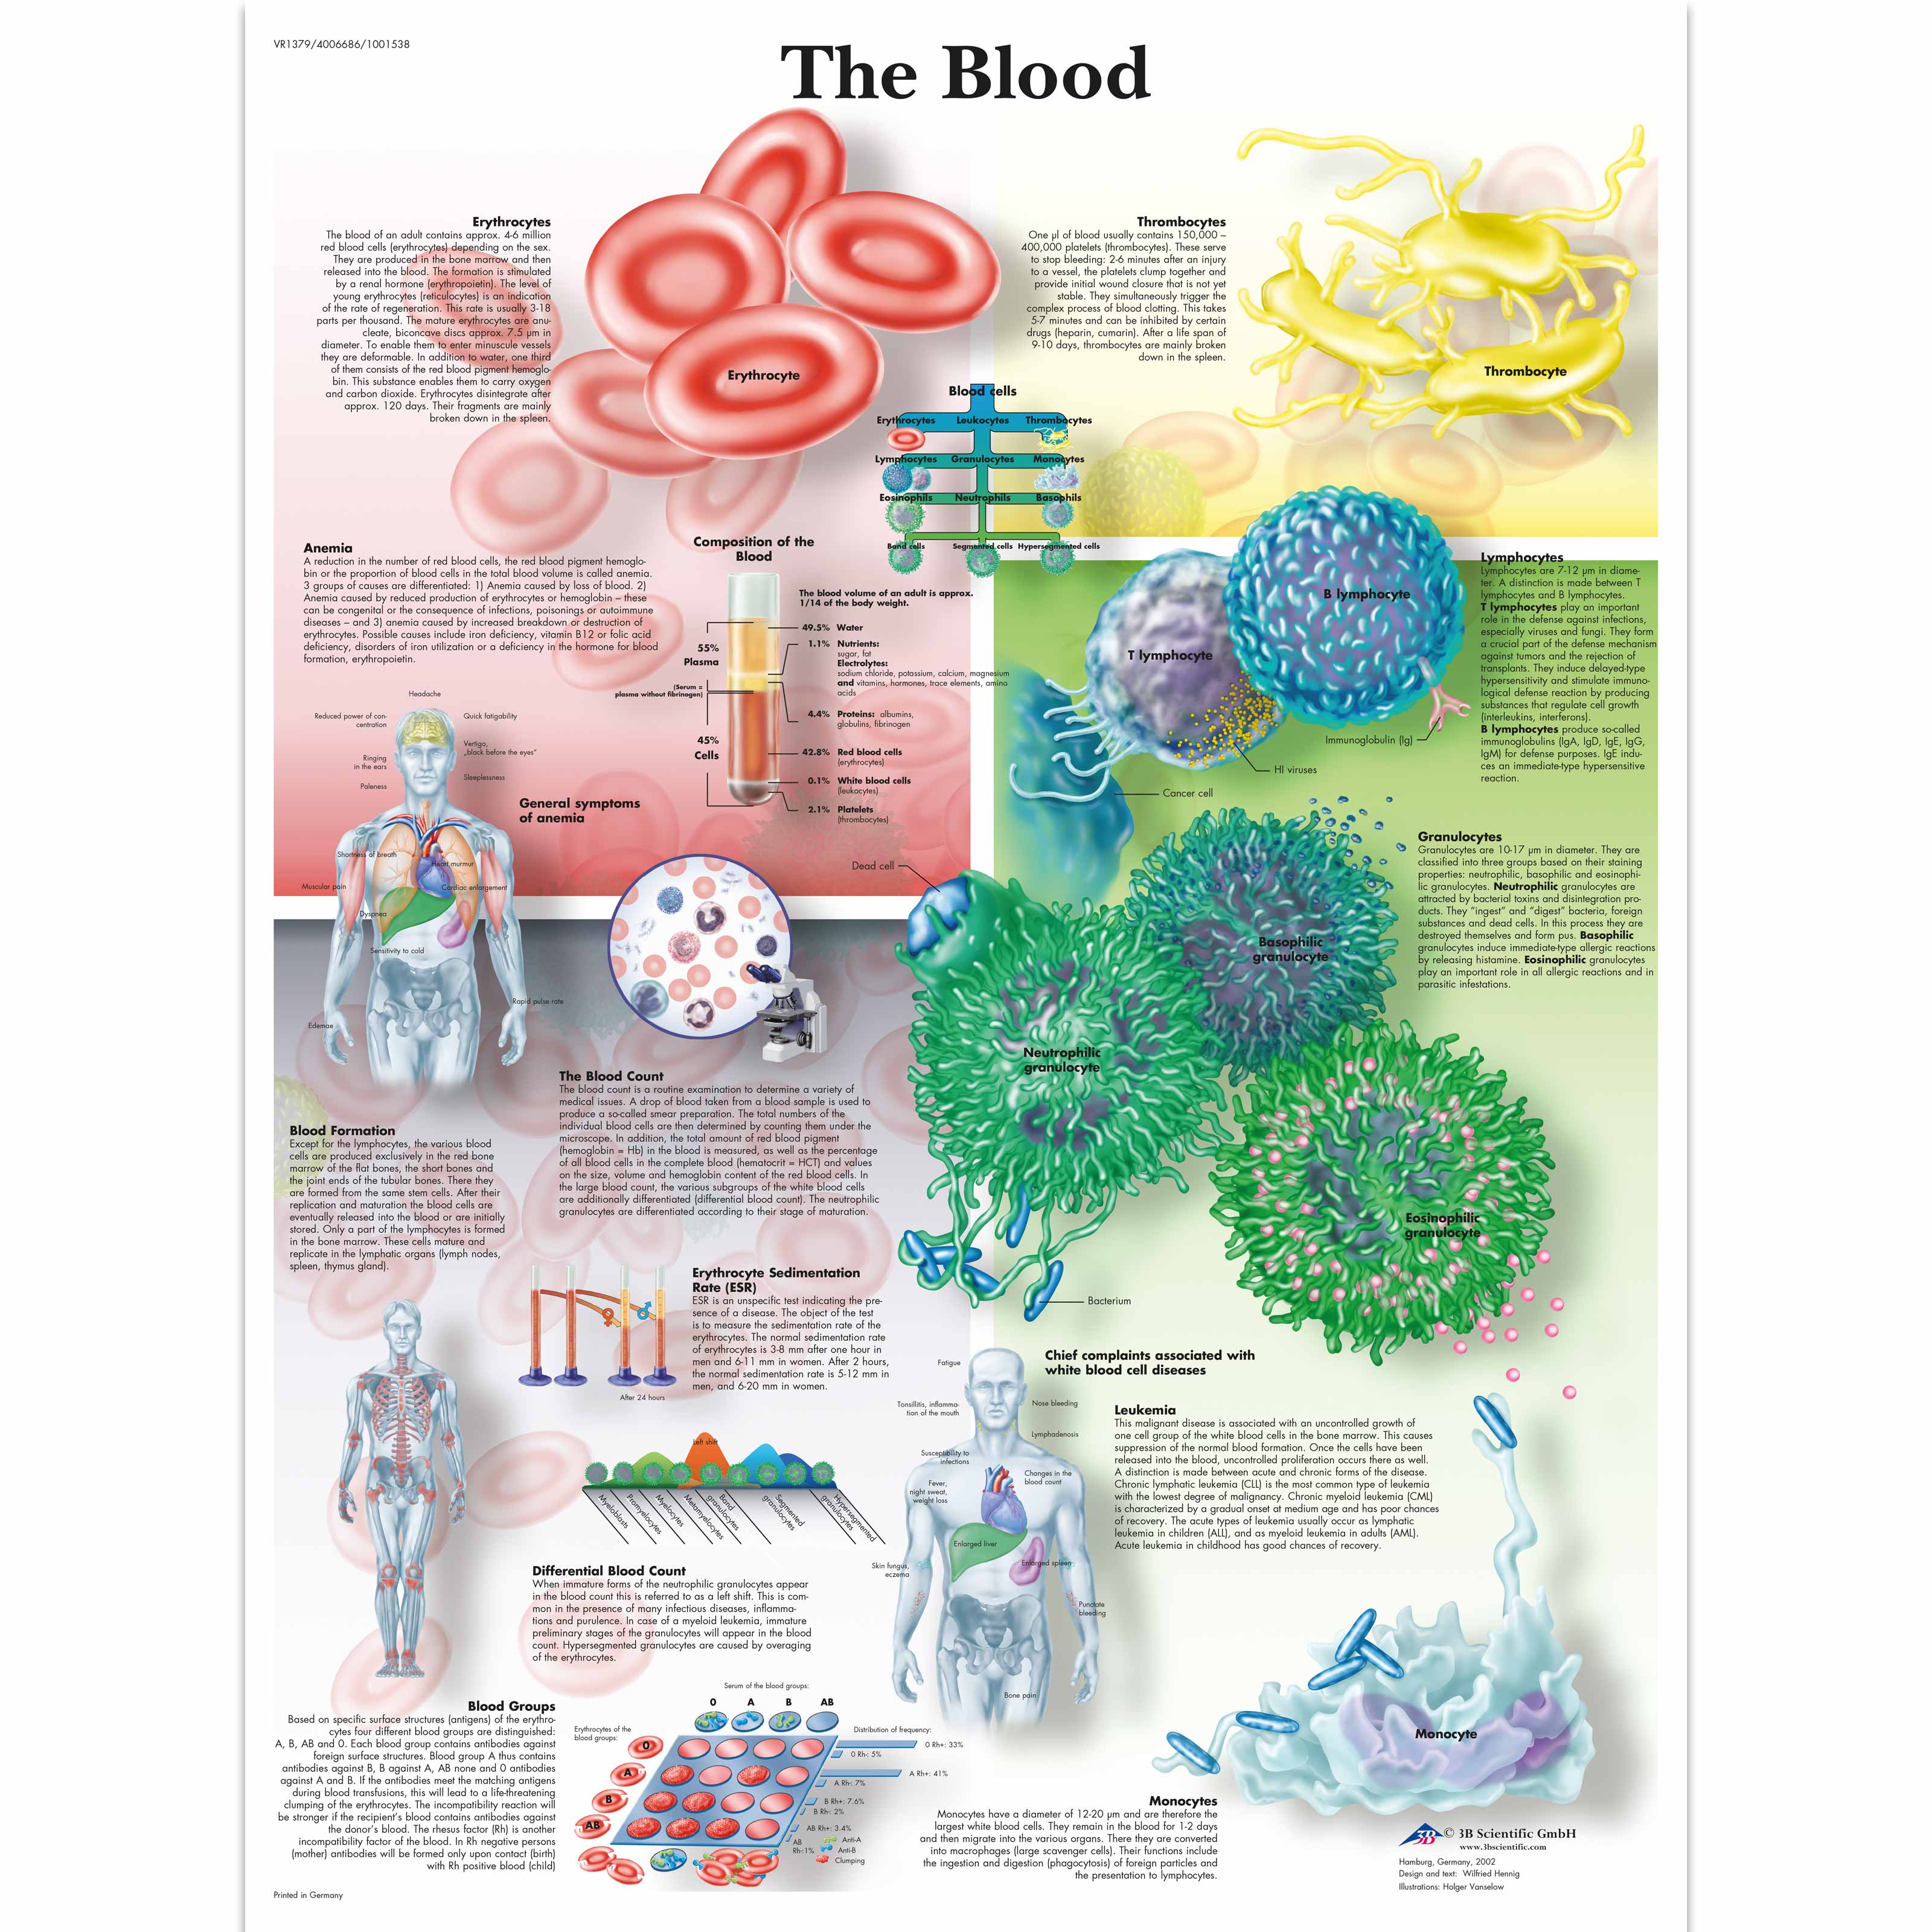 VR1379/4006686/1001538
The Blood
Erythrocytes
The blood of an adult contains approx. 4-6 million
red blood cells (erythrocytes) depending on the sex.
They are produced in the bone marrow and then
released into the blood. The formation is stimulated
by a renal hormone (erythropoietin). The level of
young erythrocytes (reticulocytes) is an indication
of the rate of regeneration. This rate is usually 3-18
parts per thousand. The mature erythrocytes are anu-
cleate, biconcave discs approx. 7.5 µm in
diameter. To enable them to enter minuscule vessels
they are deformable. In addition to water, one third
of them consists of the red blood pigment hemoglo-
bin. This substance enables them to carry oxygen
and carbon dioxide. Erythrocytes disintegrate after
approx. 120 days. Their fragments are mainly
broken down in the spleen.
Erythrocyte
Thrombocytes
One µl of blood usually contains 150,000 –
400,000 platelets (thrombocytes). These serve
to stop bleeding: 2-6 minutes after an injury
to a vessel, the platelets clump together and
provide initial wound closure that is not yet
stable. They simultaneously trigger the
complex process of blood clotting. This takes
5-7 minutes and can be inhibited by certain
drugs (heparin, cumarin). After a life span of
9-10 days, thrombocytes are mainly broken
down in the spleen.
Thrombocyte
Blood cells
Erythrocytes Leukocytes Thrombocytes
Lymphocytes Granulocytes Monocytes
Eosinophils Neutrophils Basophils
Band cells Segmented cells Hypersegmented cells
Anemia
A reduction in the number of red blood cells, the red blood pigment hemoglo-
bin or the proportion of blood cells in the total blood volume is called anemia.
3 groups of causes are differentiated: 1) Anemia caused by loss of blood. 2)
Anemia caused by reduced production of erythrocytes or hemoglobin – these
can be congenital or the consequence of infections, poisonings or autoimmune
diseases – and 3) anemia caused by increased breakdown or destruction of
erythrocytes. Possible causes include iron deficiency, vitamin B12 or folic acid
deficiency, disorders of iron utilization or a deficiency in the hormone for blood
formation, erythropoietin.
Headache
Reduced power of con-
centration
Quick fatigability
Vertigo,
„black before the eyes“
Ringing
in the ears
Sleeplessness
Paleness
General symptoms
of anemia
Shortness of breath
Heart murmur
Muscular pain
Cardiac enlargement
Dyspnea
Sensitivity to cold
Rapid pulse rate
Edemae
Composition of the
Blood
The blood volume of an adult is approx.
1/14 of the body weight.
55%
Plasma
(Serum =
plasma without fibrinogen)
45%
Cells
49.5% Water
1.1% Nutrients:
sugar, fat
Electrolytes:
sodium chloride, potassium, calcium, magnesium
and vitamins, hormones, trace elements, amino
acids
4.4% Proteins: albumins,
globulins, fibrinogen
42.8% Red blood cells
(erythrocytes)
0.1% White blood cells
(leukocytes)
2.1% Platelets
(thrombocytes)
T lymphocyte
B lymphocyte
Immunoglobulin (Ig)
HI viruses
Cancer cell
Lymphocytes
Lymphocytes are 7-12 µm in diame-
ter. A distinction is made between T
lymphocytes and B lymphocytes.
T lymphocytes play an important
role in the defense against infections,
especially viruses and fungi. They form
a crucial part of the defense mechanism
against tumors and the rejection of
transplants. They induce delayed-type
hypersensitivity and stimulate immuno-
logical defense reaction by producing
substances that regulate cell growth
(interleukins, interferons).
B lymphocytes produce so-called
immunoglobulins (IgA, IgD, IgE, IgG,
IgM) for defense purposes. IgE indu-
ces an immediate-type hypersensitive
reaction.
Granulocytes
Granulocytes are 10-17 µm in diameter. They are
classified into three groups based on their staining
properties: neutrophilic, basophilic and eosinophi-
lic granulocytes. Neutrophilic granulocytes are
attracted by bacterial toxins and disintegration pro-
ducts. They "ingest" and "digest" bacteria, foreign
substances and dead cells. In this process they are
destroyed themselves and form pus. Basophilic
granulocytes induce immediate-type allergic reactions
by releasing histamine. Eosinophilic granulocytes
play an important role in all allergic reactions and in
parasitic infestations.
Dead cell
Basophilic
granulocyte
Neutrophilic
granulocyte
Eosinophilic
granulocyte
Bacterium
The Blood Count
The blood count is a routine examination to determine a variety of
medical issues. A drop of blood taken from a blood sample is used to
produce a so-called smear preparation. The total numbers of the
individual blood cells are then determined by counting them under the
microscope. In addition, the total amount of red blood pigment
(hemoglobin = Hb) in the blood is measured, as well as the percentage
of all blood cells in the complete blood (hematocrit = HCT) and values
on the size, volume and hemoglobin content of the red blood cells. In
the large blood count, the various subgroups of the white blood cells
are additionally differentiated (differential blood count). The neutrophilic
granulocytes are differentiated according to their stage of maturation.
Blood Formation
Except for the lymphocytes, the various blood
cells are produced exclusively in the red bone
marrow of the flat bones, the short bones and
the joint ends of the tubular bones. There they
are formed from the same stem cells. After their
replication and maturation the blood cells are
eventually released into the blood or are initially
stored. Only a part of the lymphocytes is formed
in the bone marrow. These cells mature and
replicate in the lymphatic organs (lymph nodes,
spleen, thymus gland).
Erythrocyte Sedimentation
Rate (ESR)
ESR is an unspecific test indicating the pre-
sence of a disease. The object of the test
is to measure the sedimentation rate of the
erythrocytes. The normal sedimentation rate
of erythrocytes is 3-8 mm after one hour in
men and 6-11 mm in women. After 2 hours,
the normal sedimentation rate is 5-12 mm in
men, and 6-20 mm in women.
After 24 hours
Left shift
Myeloblasts
Promyelocytes
Myelocytes
Metamyelocytes
Band
granulocytes
Segmented
granulocytes
Hypersegmented
granulocytes
Differential Blood Count
When immature forms of the neutrophilic granulocytes appear
in the blood count this is referred to as a left shift. This is com-
mon in the presence of many infectious diseases, inflamma-
tions and purulence. In case of a myeloid leukemia, immature
preliminary stages of the granulocytes will appear in the blood
count. Hypersegmented granulocytes are caused by overaging
of the erythrocytes.
Chief complaints associated with
white blood cell diseases
Fatigue
Tonsillitis, inflamma-
tion of the mouth
Nose bleeding
Lymphadenosis
Susceptibility to
infections
Changes in the
blood count
Fever,
night sweat,
weight loss
Enlarged liver
Enlarged spleen
Skin fungus,
eczema
Punctate
bleeding
Bone pain
Leukemia
This malignant disease is associated with an uncontrolled growth of
one cell group of the white blood cells in the bone marrow. This causes
suppression of the normal blood formation. Once the cells have been
released into the blood, uncontrolled proliferation occurs there as well.
A distinction is made between acute and chronic forms of the disease.
Chronic lymphatic leukemia (CLL) is the most common type of leukemia
with the lowest degree of malignancy. Chronic myeloid leukemia (CML)
is characterized by a gradual onset at medium age and has poor chances
of recovery. The acute types of leukemia usually occur as lymphatic
leukemia in children (ALL), and as myeloid leukemia in adults (AML).
Acute leukemia in childhood has good chances of recovery.
Blood Groups
Based on specific surface structures (antigens) of the erythro-
cytes four different blood groups are distinguished:
A, B, AB and 0. Each blood group contains antibodies against
foreign surface structures. Blood group A thus contains
antibodies against B, B against A, AB none and 0 antibodies
against A and B. If the antibodies meet the matching antigens
during blood transfusions, this will lead to a life-threatening
clumping of the erythrocytes. The incompatibility reaction will
be stronger if the recipient's blood contains antibodies against
the donor's blood. The rhesus factor (Rh) is another
incompatibility factor of the blood. In Rh negative persons
(mother) antibodies will be formed only upon contact (birth)
with Rh positive blood (child)
Serum of the blood groups:
0 A B AB
Erythrocytes of the
blood groups:
0
A
B
AB
Distribution of frequency:
0 Rh+: 33%
0 Rh-: 5%
A Rh+: 41%
A Rh-: 7%
B Rh+: 7.6%
B Rh-: 2%
AB Rh+: 3.4%
AB
Rh-:1%
Anti-A
Anti-B
Clumping
Monocyte
Monocytes
Monocytes have a diameter of 12-20 µm and are therefore the
largest white blood cells. They remain in the blood for 1-2 days
and then migrate into the various organs. There they are converted
into macrophages (large scavenger cells). Their functions include
the ingestion and digestion (phagocytosis) of foreign particles and
the presentation to lymphocytes.
3B
© 3B Scientific GmbH
www.3bscientific.com
Hamburg, Germany, 2002
Design and text: Wilfried Hennig
Illustrations: Holger Vanselow
Printed in Germany